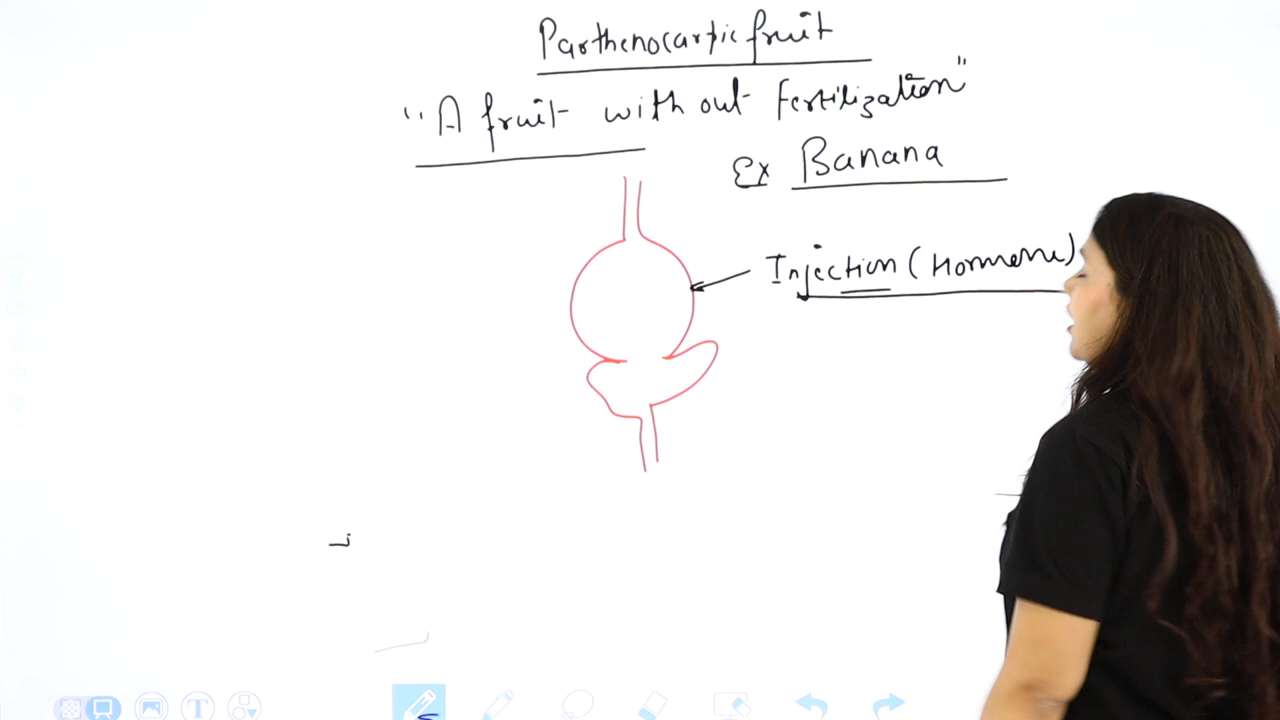 Parthenocarpic fruit
"A fruit with out Fertilization"
Ex Banana
Injection (Hormone)
T